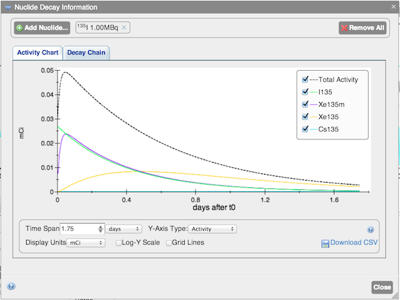 Nuclide Decay Information
Add Nuclide... ¹³⁵I 1.00MBq
Remove All
Activity Chart Decay Chain
0.05
0.04
0.03
0.02
0.01
0
mCi
0 0.4 0.8 1.2 1.6
days after t0
Total Activity
I135
Xe135m
Xe135
Cs135
Time Span 1.75 days Y-Axis Type: Activity
Display Units mCi Log-Y Scale Grid Lines Download CSV
Close